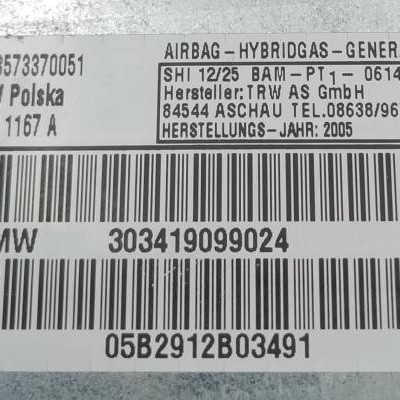 3573370051
Polska
1167 A
AIRBAG-HYBRIDGAS-GENER
SHI 12/25 BAM-PT1- 0614
Hersteller: TRW AS GmbH
84544 ASCHAU TEL.08638/96
HERSTELLUNGS-JAHR: 2005
MW 303419099024
05B2912B03491